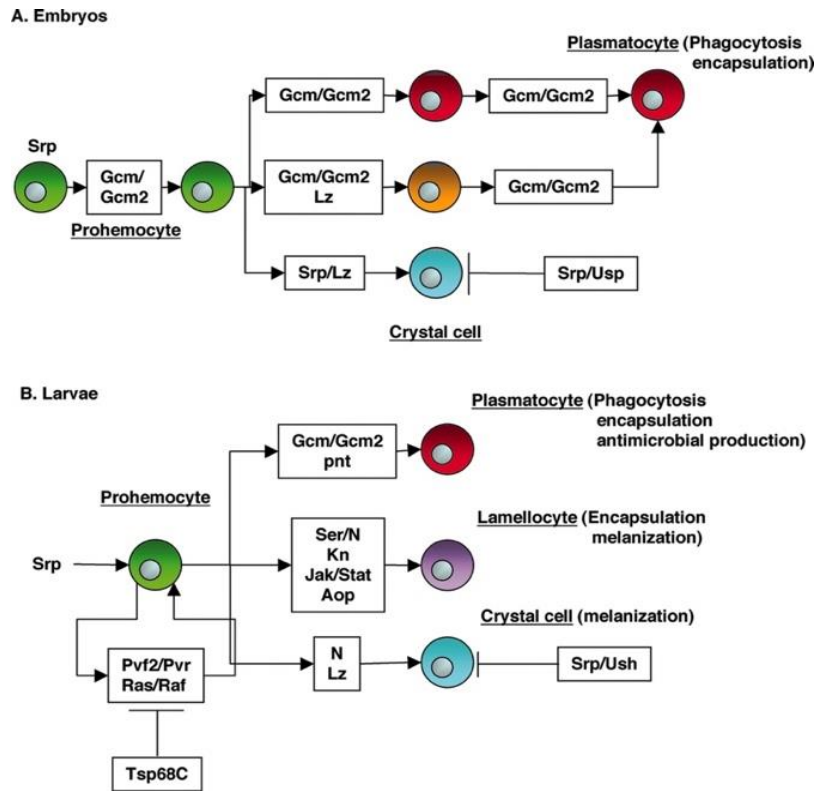 A. Embryos
Plasmatocyte (Phagocytosis
encapsulation)
Gcm/Gcm2
Gcm/Gcm2
Srp
Gcm/
Gcm2
Prohemocyte
Gcm/Gcm2
Lz
Gcm/Gcm2
Srp/Lz
Srp/Usp
Crystal cell
B. Larvae
Plasmatocyte (Phagocytosis
encapsulation
antimicrobial production)
Gcm/Gcm2
pnt
Prohemocyte
Srp
Ser/N
Kn
Jak/Stat
Aop
Lamellocyte (Encapsulation
melanization)
Crystal cell (melanization)
Pvf2/Pvr
Ras/Raf
N
Lz
Srp/Ush
Tsp68C